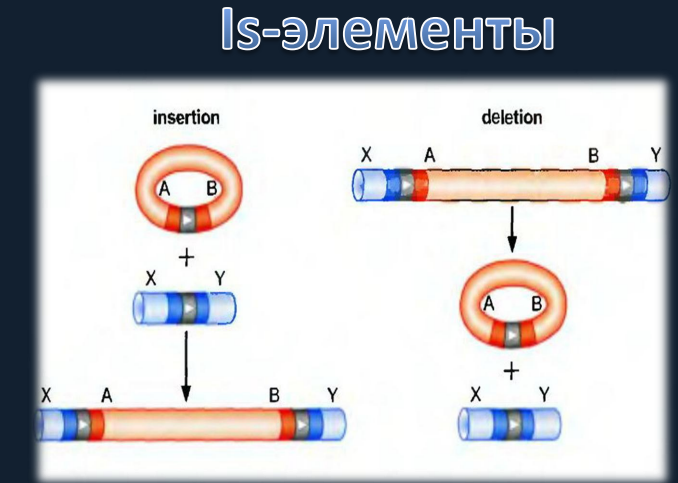 Is-элементы
insertion
deletion
A B
+
X Y
X A B Y
X A B Y
A B
+
X Y